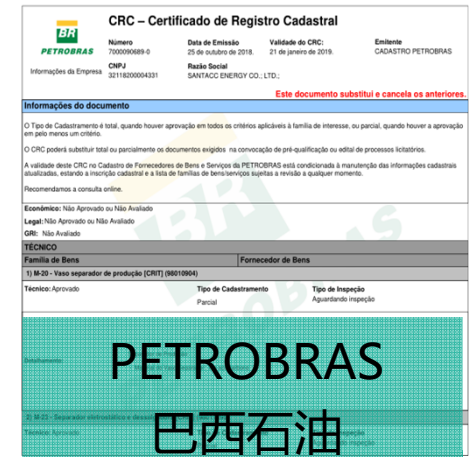 BR
PETROBRAS
CRC – Certificado de Registro Cadastral
Número
7000090689-0
Data de Emissão
25 de outubro de 2018.
Validade do CRC:
21 de janeiro de 2019.
Emitente
CADASTRO PETROBRAS
Informações da Empresa
CNPJ
32118200004331
Razão Social
SANTACC ENERGY CO.; LTD.;
Este documento substitui e cancela os anteriores.
Informações do documento
O Tipo de Cadastramento é total, quando houver aprovação em todos os critérios aplicáveis à família de interesse, ou parcial, quando houver a aprovação
em pelo menos um critério.
O CRC poderá substituir total ou parcialmente os documentos exigidos na convocação de pré-qualificação ou edital de processos licitatórios.
A validade deste CRC no Cadastro de Fornecedores de Bens e Serviços da PETROBRAS está condicionada à manutenção das informações cadastrais
atualizadas, estando a inscrição cadastral e a lista de famílias de bens/serviços sujeitas a revisão a qualquer momento.
Recomendamos a consulta online.
Econômico: Não Aprovado ou Não Avaliado
Legal: Não Aprovado ou Não Avaliado
GRI: Não Avaliado
TÉCNICO
Família de Bens
Fornecedor de Bens
1) M-20 - Vaso separador de produção [CRIT] (98010904)
Técnico: Aprovado
Tipo de Cadastramento
Parcial
Tipo de Inspeção
Aguardando inspeção
Detalhamento:
PETROBRAS
2) M-23 - Separador eletrostático e
Técnico: Aprovado
巴西石油